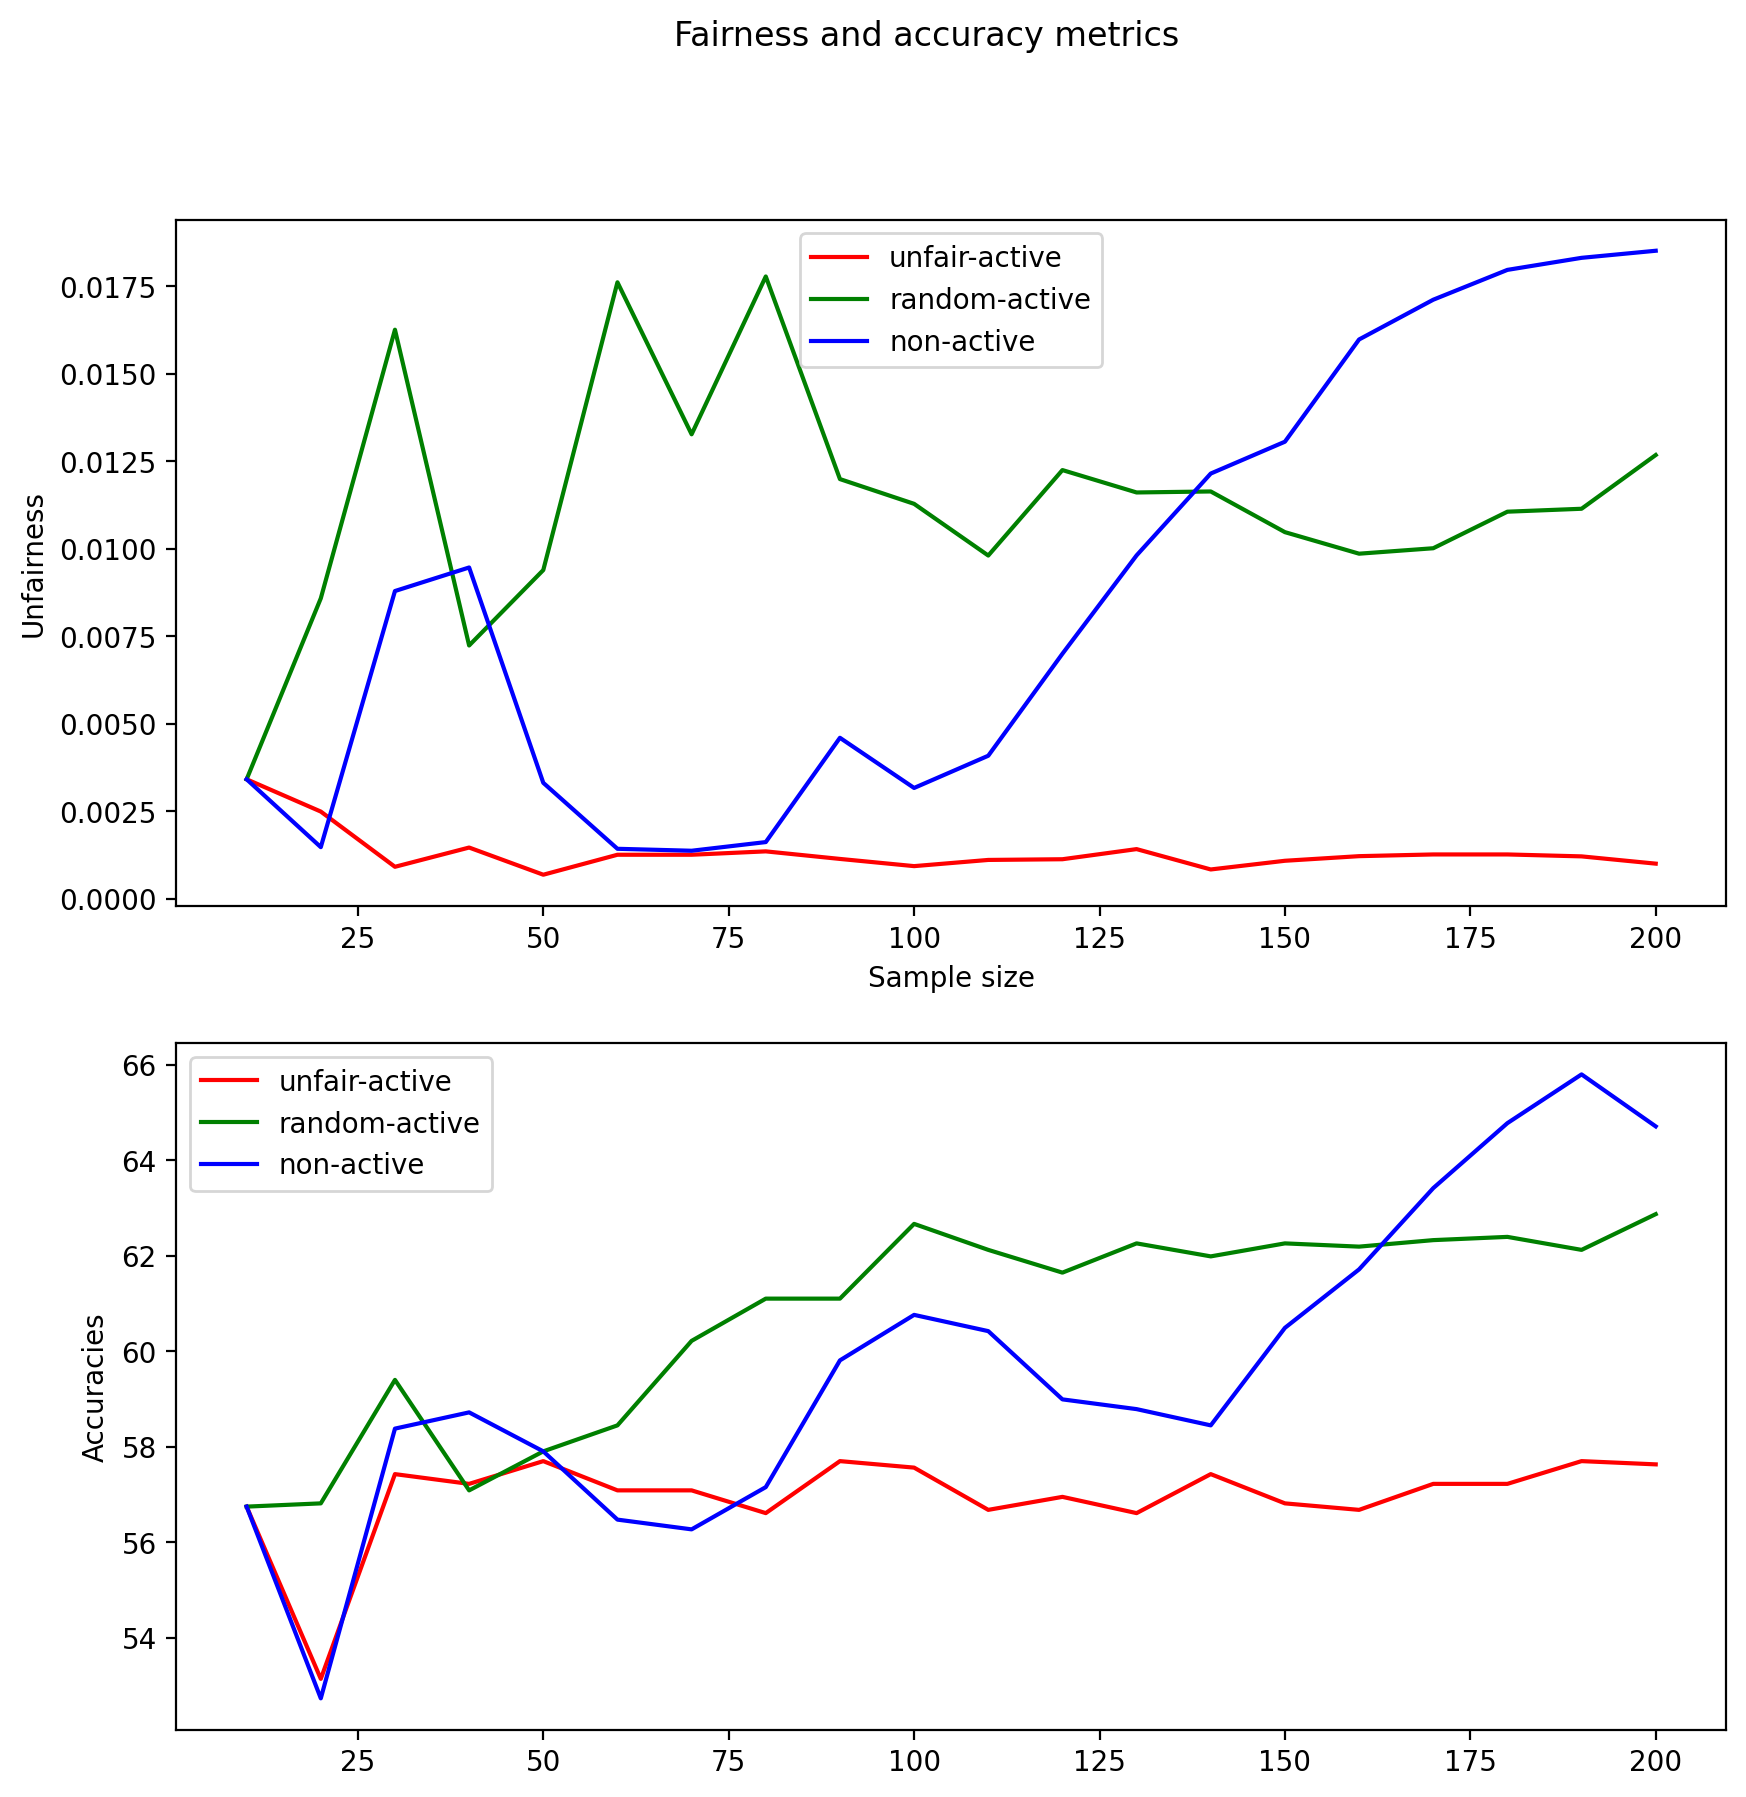 Fairness and accuracy metrics
unfair-active
random-active
non-active
0.0175
0.0150
0.0125
0.0100
0.0075
0.0050
0.0025
0.0000
Unfairness
25 50 75 100 125 150 175 200
Sample size
unfair-active
random-active
non-active
66
64
62
60
58
56
54
Accuracies
25 50 75 100 125 150 175 200